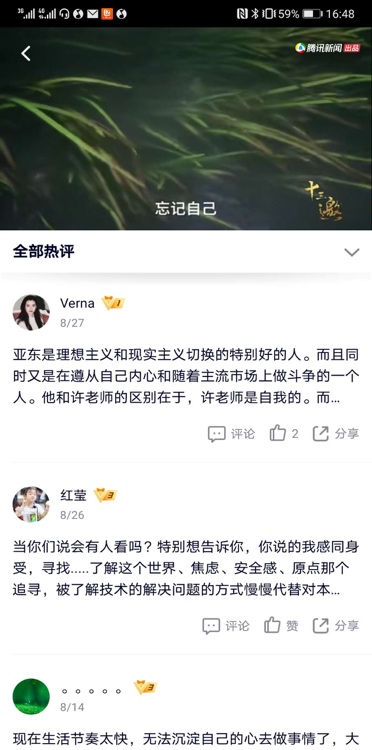 3G 4G 59% 16:48
腾讯新闻 出品
十三邀
忘记自己
全部热评
Verna 1
8/27
亚东是理想主义和现实主义切换的特别好的人。而且同
时又是在遵从自己内心和随着主流市场上做斗争的一个
人。他和许老师的区别在于，许老师是自我的。而...
评论 2 分享
红莹 3
8/26
当你们说会有人看吗？特别想告诉你，你说的我感同身
受，寻找.....了解这个世界、焦虑、安全感、原点那个
追寻，被了解技术的解决问题的方式慢慢代替对本...
评论 赞 分享
。。。。。 3
8/14
现在生活节奏太快，无法沉淀自己的心去做事情了，大